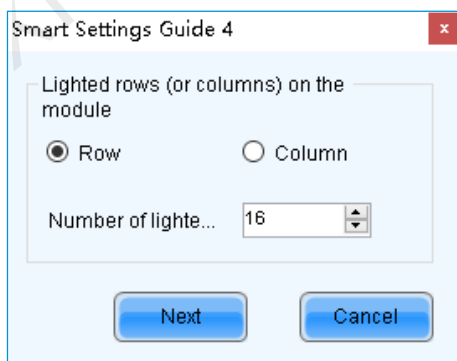 Smart Settings Guide 4
x
Lighted rows (or columns) on the
module
Row Column
Number of lighte... 16
Next Cancel